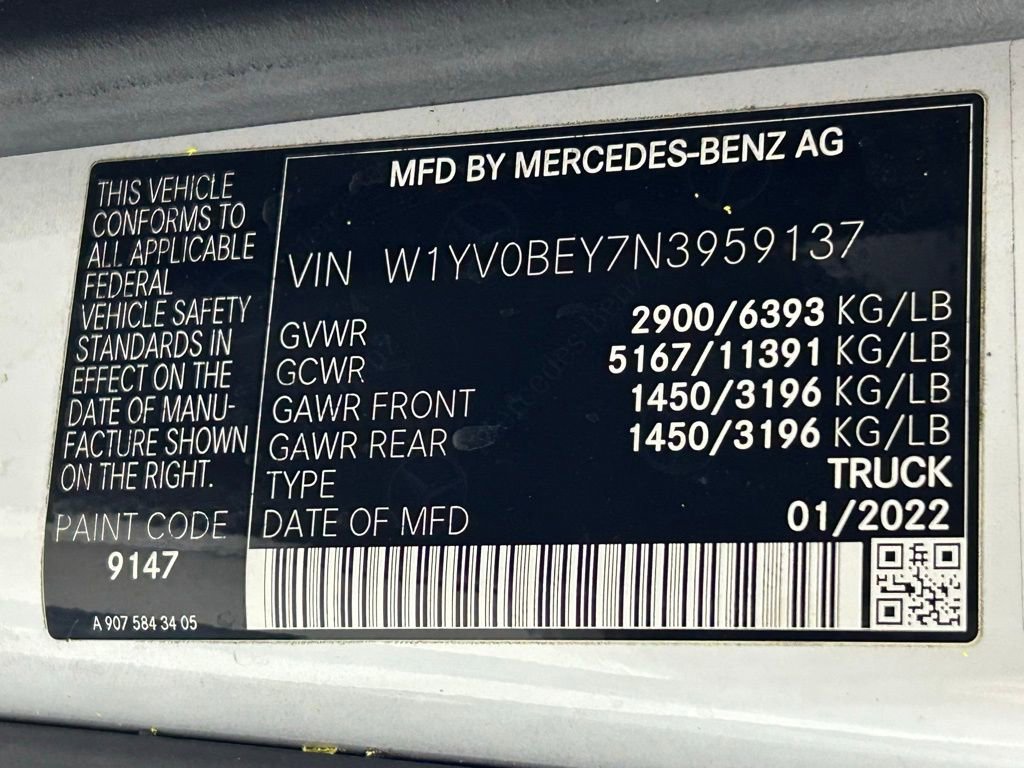 MFD BY MERCEDES-BENZ AG
THIS VEHICLE
CONFORMS TO
ALL APPLICABLE
FEDERAL
VEHICLE SAFETY
STANDARDS IN
EFFECT ON THE
DATE OF MANU-
FACTURE SHOWN
ON THE RIGHT.
PAINT CODE
9147
A 907 584 34 05
VIN W1YV0BEY7N3959137
GVWR 2900/6393 KG/LB
GCWR 5167/11391 KG/LB
GAWR FRONT 1450/3196 KG/LB
GAWR REAR 1450/3196 KG/LB
TYPE TRUCK
DATE OF MFD 01/2022